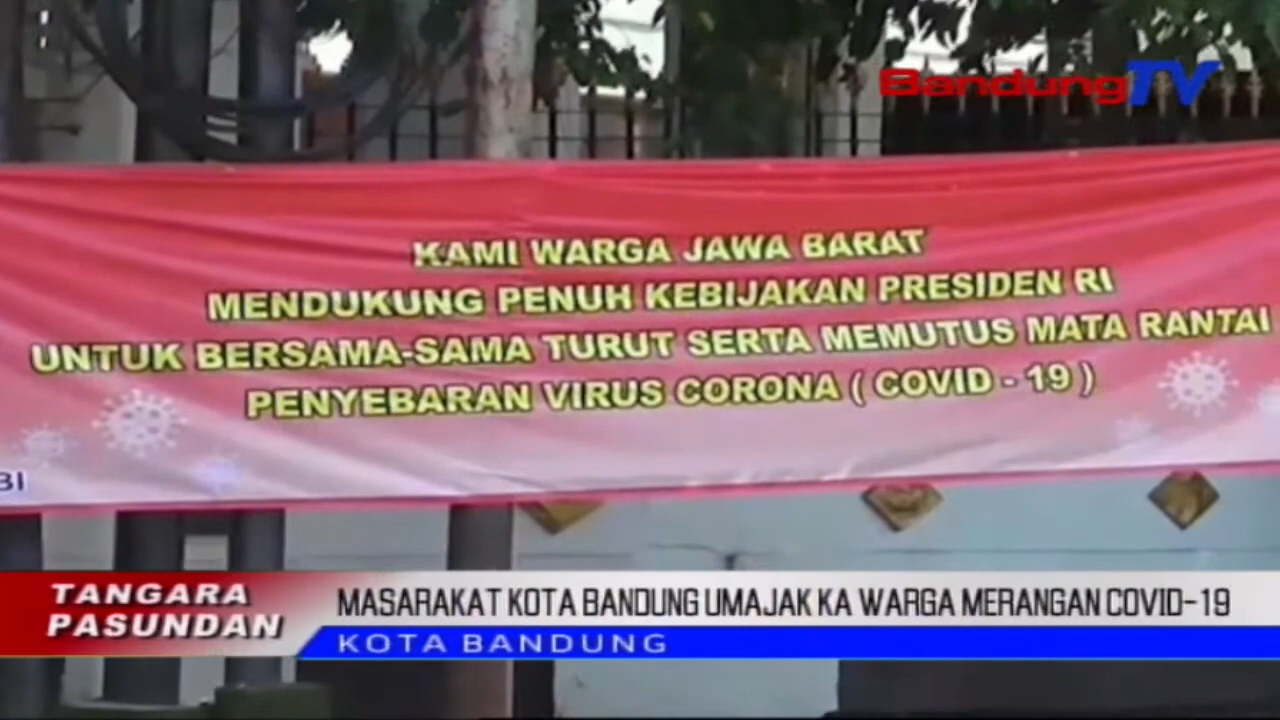 BandungTV
KAMI WARGA JAWA BARAT
MENDUKUNG PENUH KEBIJAKAN PRESIDEN RI
UNTUK BERSAMA-SAMA TURUT SERTA MEMUTUS MATA RANTAI
PENYEBARAN VIRUS CORONA ( COVID - 19 )
BI
TANGARA
PASUNDAN
MASARAKAT KOTA BANDUNG UMAJAK KA WARGA MERANGAN COVID-19
KOTA BANDUNG